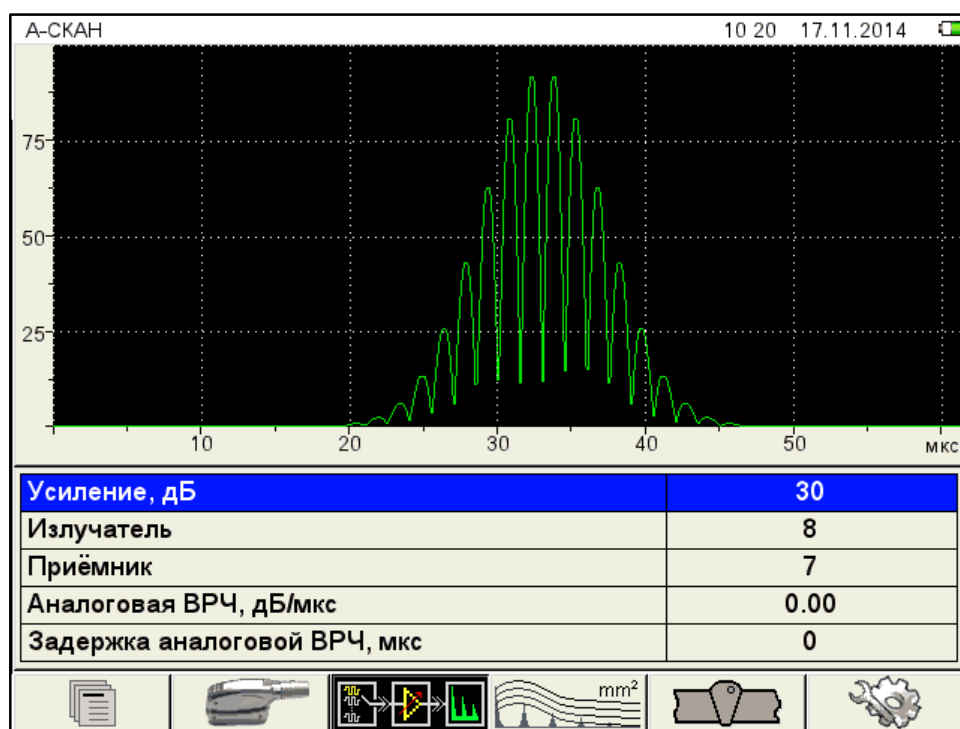 А-СКАН 10 20 17.11.2014
75
50
25
10 20 30 40 50 мкс
Усиление, дБ 30
Излучатель 8
Приёмник 7
Аналоговая ВРЧ, дБ/мкс 0.00
Задержка аналоговой ВРЧ, мкс 0
mm²